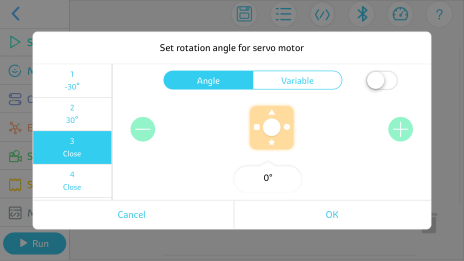 Set rotation angle for servo motor
1
-30°
2
30°
3
Close
4
Close
Angle
Variable
0°
Cancel
OK
Run
?